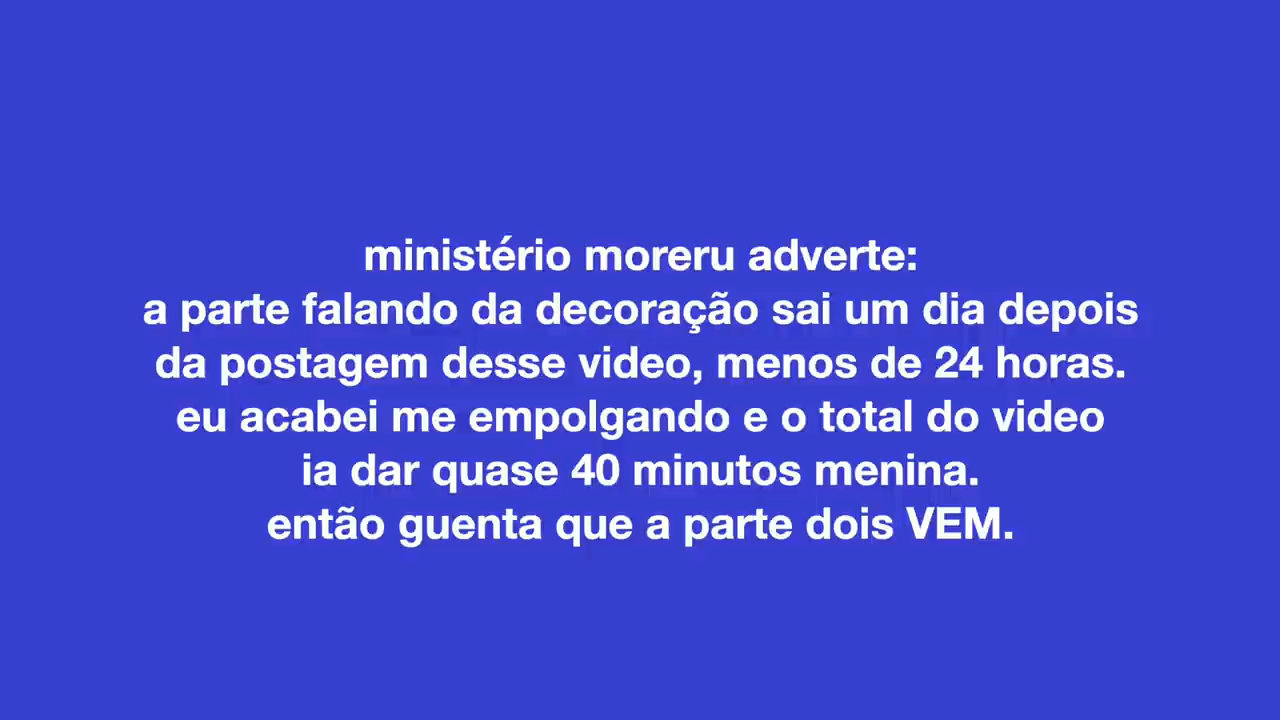 ministério moreru adverte:
a parte falando da decoração sai um dia depois
da postagem desse video, menos de 24 horas.
eu acabei me empolgando e o total do video
ia dar quase 40 minutos menina.
então guenta que a parte dois VEM.